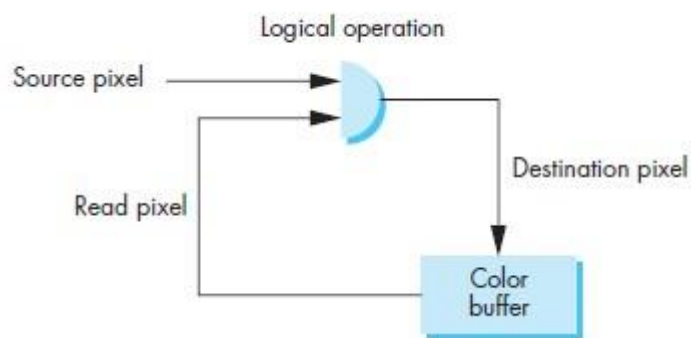 Logical operation
Source pixel
Destination pixel
Read pixel
Color
buffer